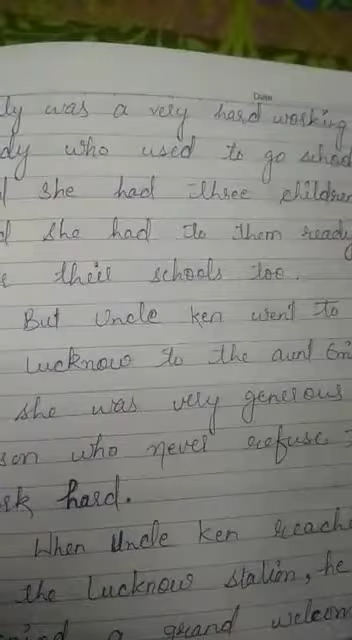 was a very hard working
who used to go school
she had three children
she had to them ready
their schools too.
But Uncle ken went to
Lucknow to the aunt
she was very generous
son who never refuse
hard.
When Uncle ken reach
the Lucknow station, he
a grand welcom